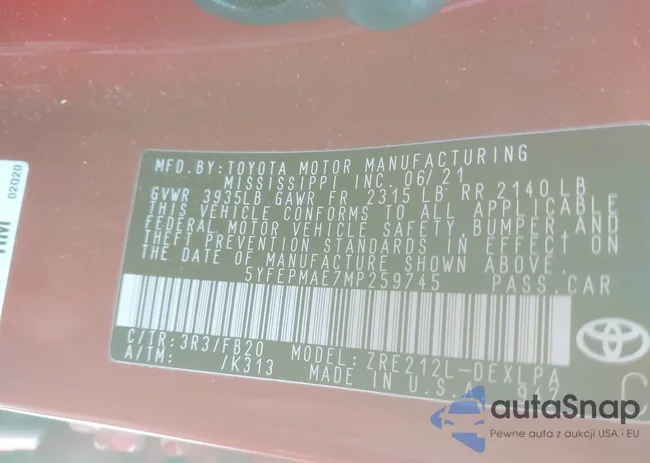 MFD. BY: TOYOTA MOTOR MANUFACTURING
MISSISSIPPI INC. 06/21
GVWR 3935LB GAWR FR 2315 LB RR 2140 LB
THIS VEHICLE CONFORMS TO ALL APPLICABLE
FEDERAL MOTOR VEHICLE SAFETY, BUMPER, AND
THEFT PREVENTION STANDARDS IN EFFECT ON
THE DATE OF MANUFACTURE SHOWN ABOVE.
5YFEPMAE7MP259745 PASS. CAR
C/TR: 3R3/FB20 MODEL: ZRE212L-DEXLPA
A/TM: /K313 MADE IN U.S.A.
C
02020
autaSnap
Pewne auta z aukcji USA i EU